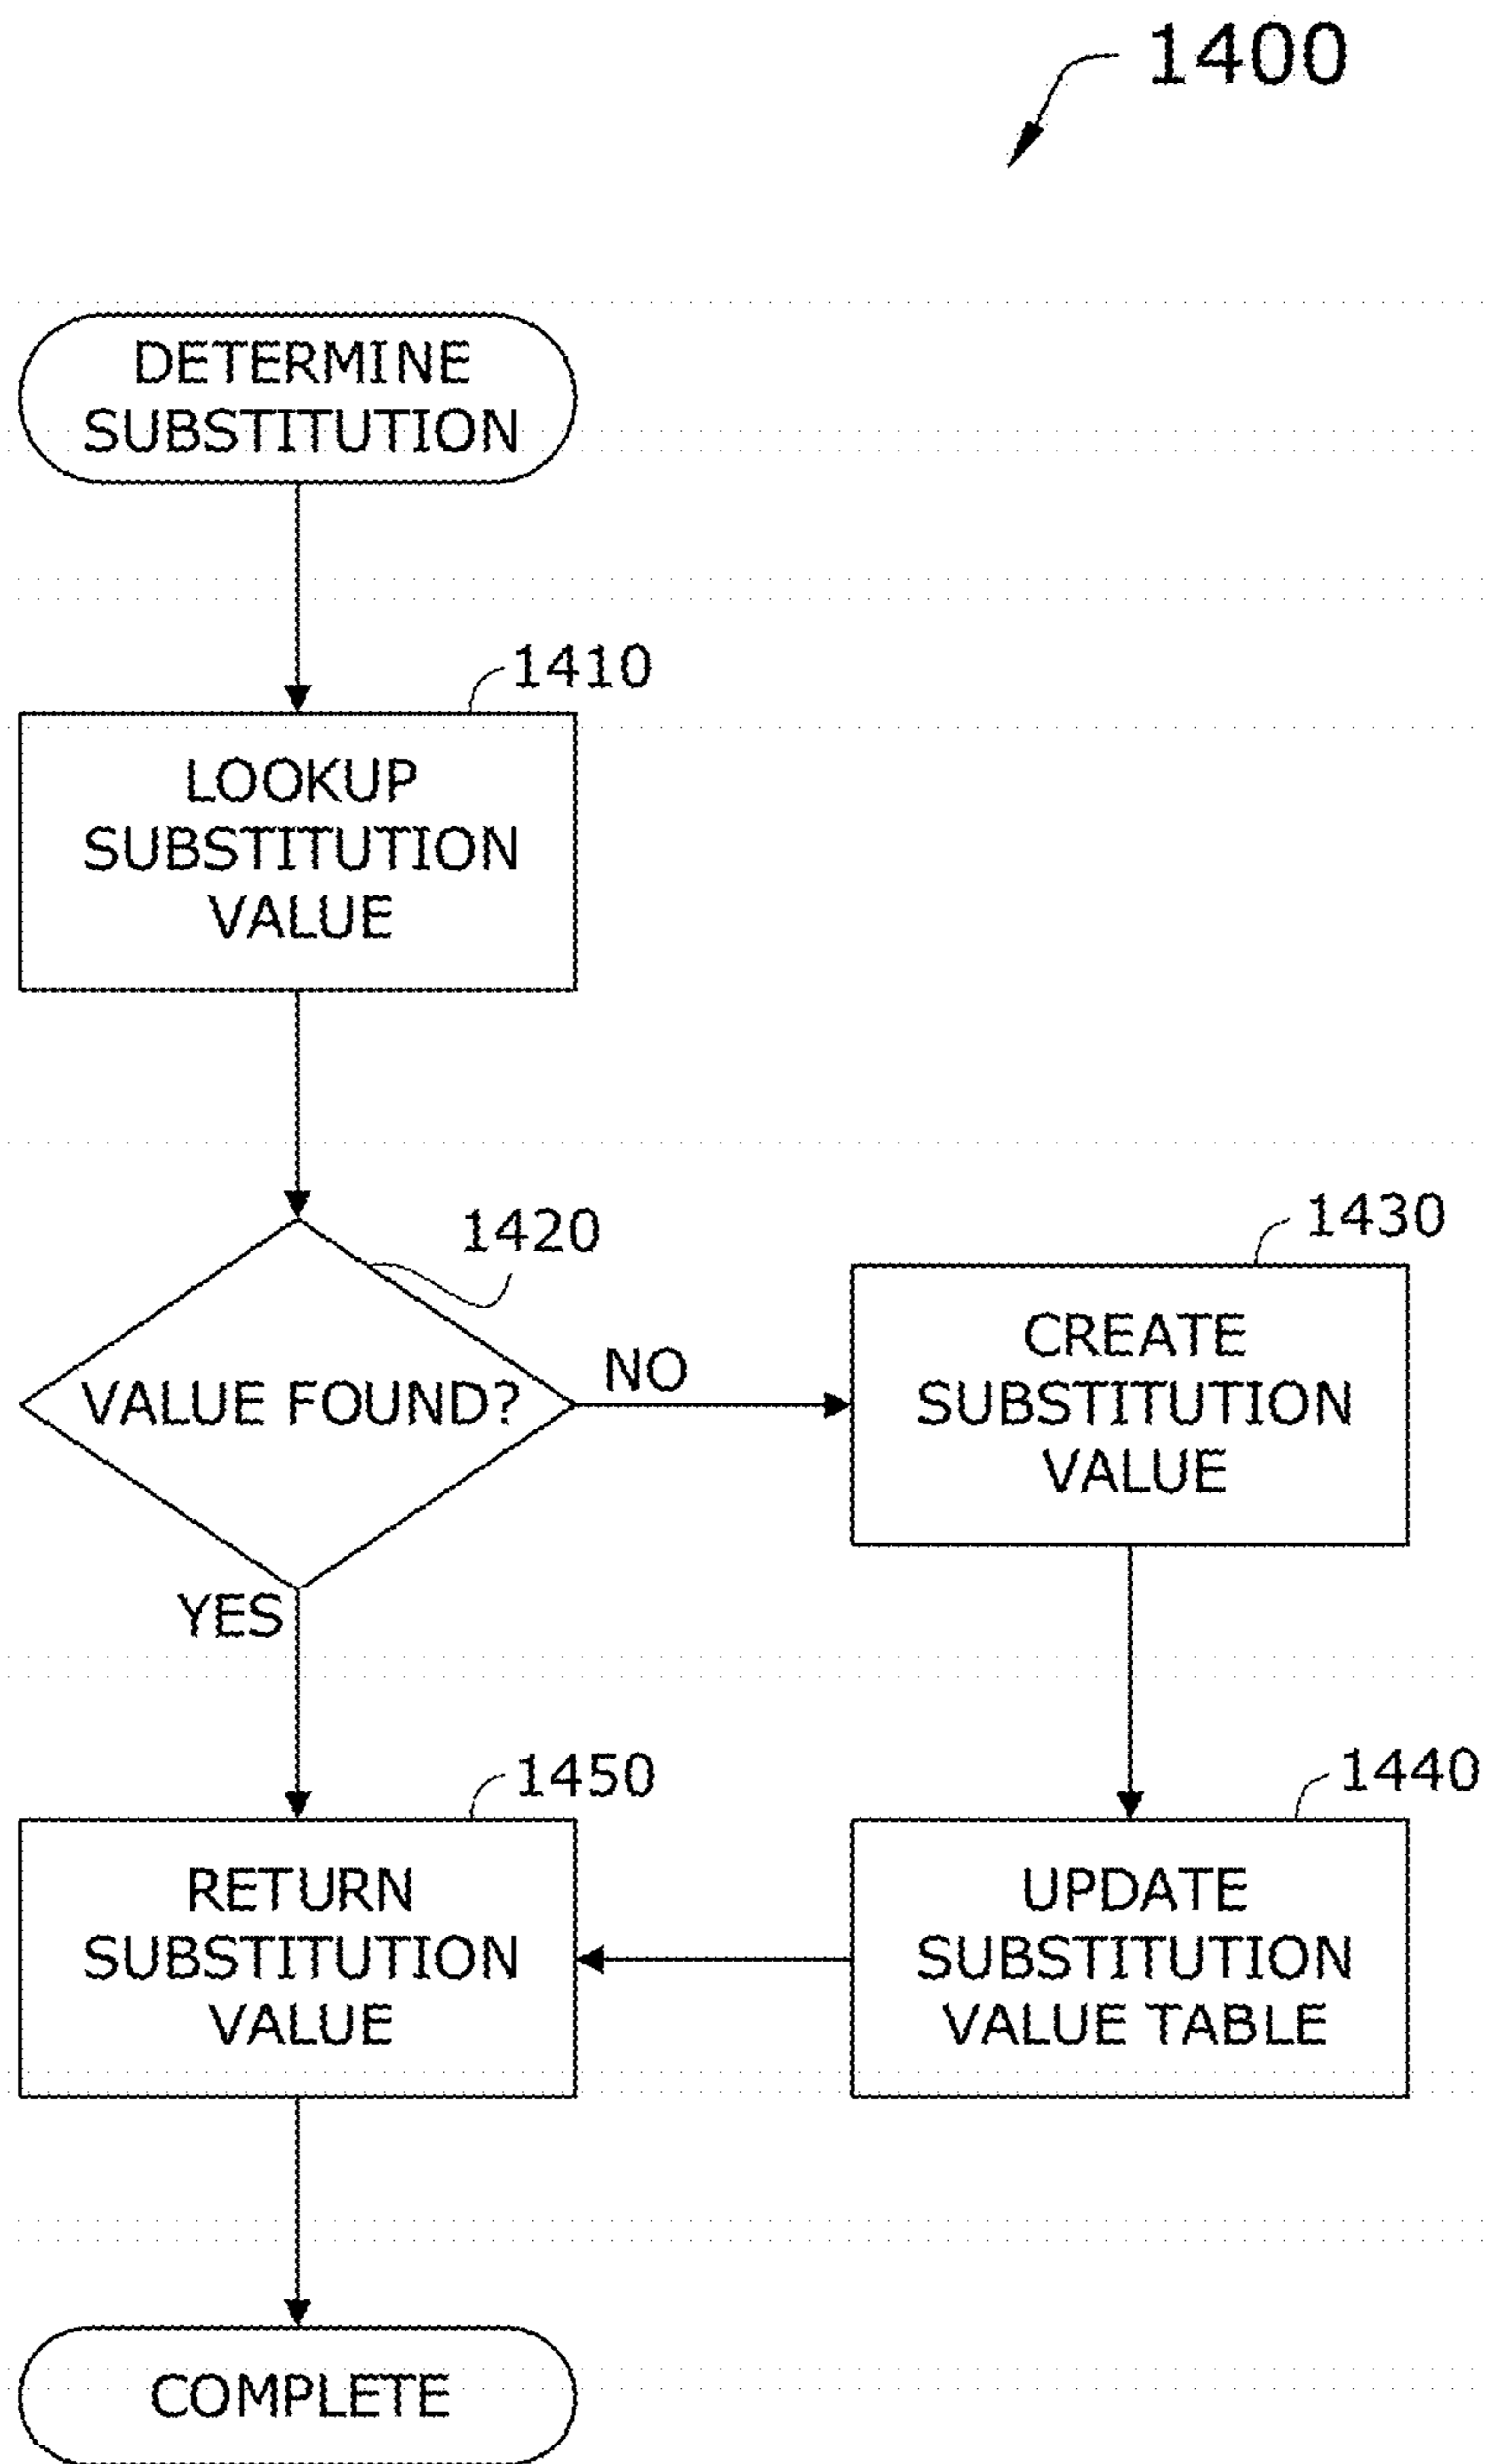 1400
DETERMINE
SUBSTITUTION
1410
LOOKUP
SUBSTITUTION
VALUE
1420
VALUE FOUND?
NO
YES
1430
CREATE
SUBSTITUTION
VALUE
1440
UPDATE
SUBSTITUTION
VALUE TABLE
1450
RETURN
SUBSTITUTION
VALUE
COMPLETE